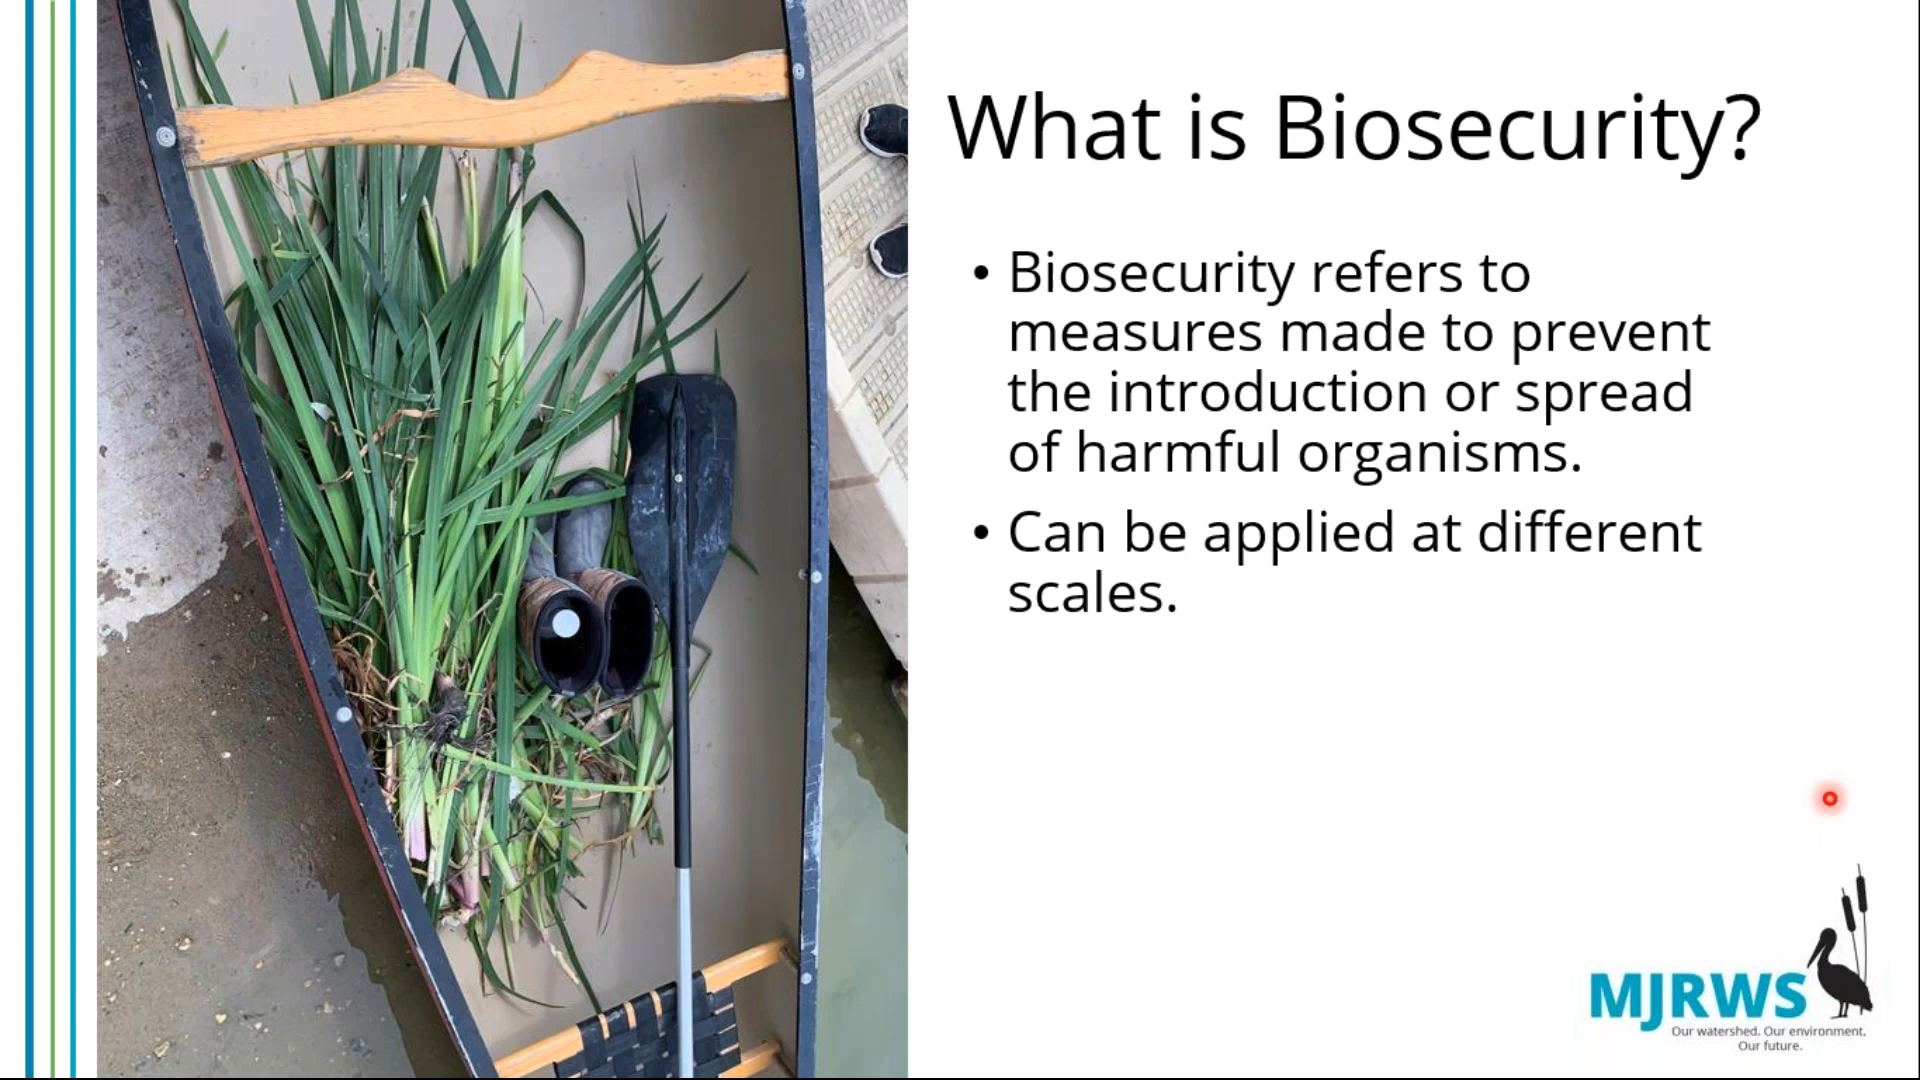 What is Biosecurity?
• Biosecurity refers to
measures made to prevent
the introduction or spread
of harmful organisms.
• Can be applied at different
scales.
MJRWS
Our watershed. Our environment.
Our future.